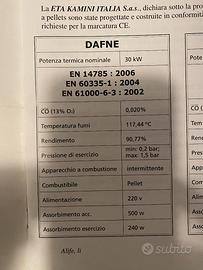 La ETA KAMINI ITALIA S.a.s., dichiara sotto la pro
a pellets sono state progettate e costruite in conformità
richieste per la marcatura CE.
DAFNE
Potenza termica nominale 30 kW
EN 14785 : 2006
EN 60335-1 : 2004
EN 61000-6-3 : 2002
CO (13% O₂) 0,020%
Temperatura fumi 117,44 °C
Rendimento 90,77%
Pressione di esercizio min: 0,2 bar;
max: 1,5 bar
Apparecchio a combustione intermittente
Combustibile Pellet
Alimentazione 220 v
Assorbimento acc. 500 w
Assorbimento esercizio 240 w
Alife, li
subito